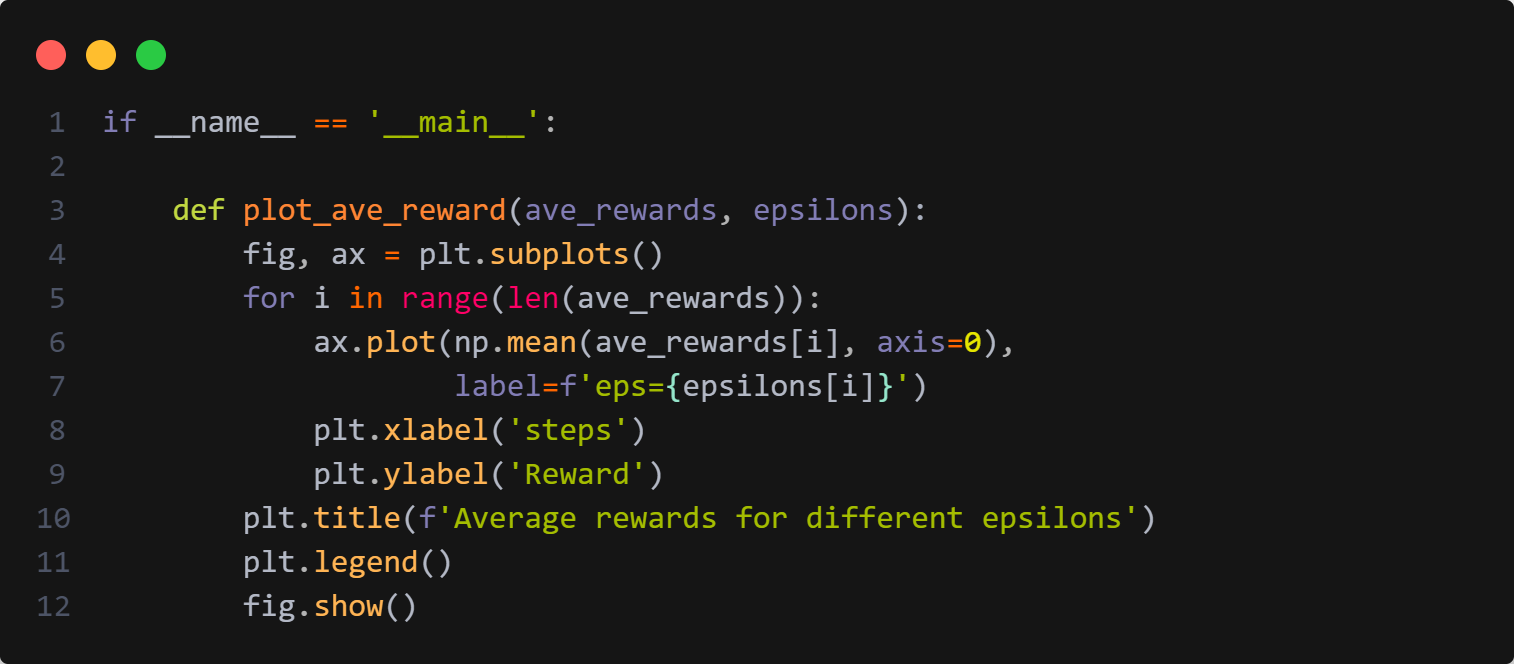 1 if __name__ == '__main__':
2
3     def plot_ave_reward(ave_rewards, epsilons):
4         fig, ax = plt.subplots()
5         for i in range(len(ave_rewards)):
6             ax.plot(np.mean(ave_rewards[i], axis=0),
7                     label=f'eps={epsilons[i]}')
8             plt.xlabel('steps')
9             plt.ylabel('Reward')
10         plt.title(f'Average rewards for different epsilons')
11         plt.legend()
12         fig.show()